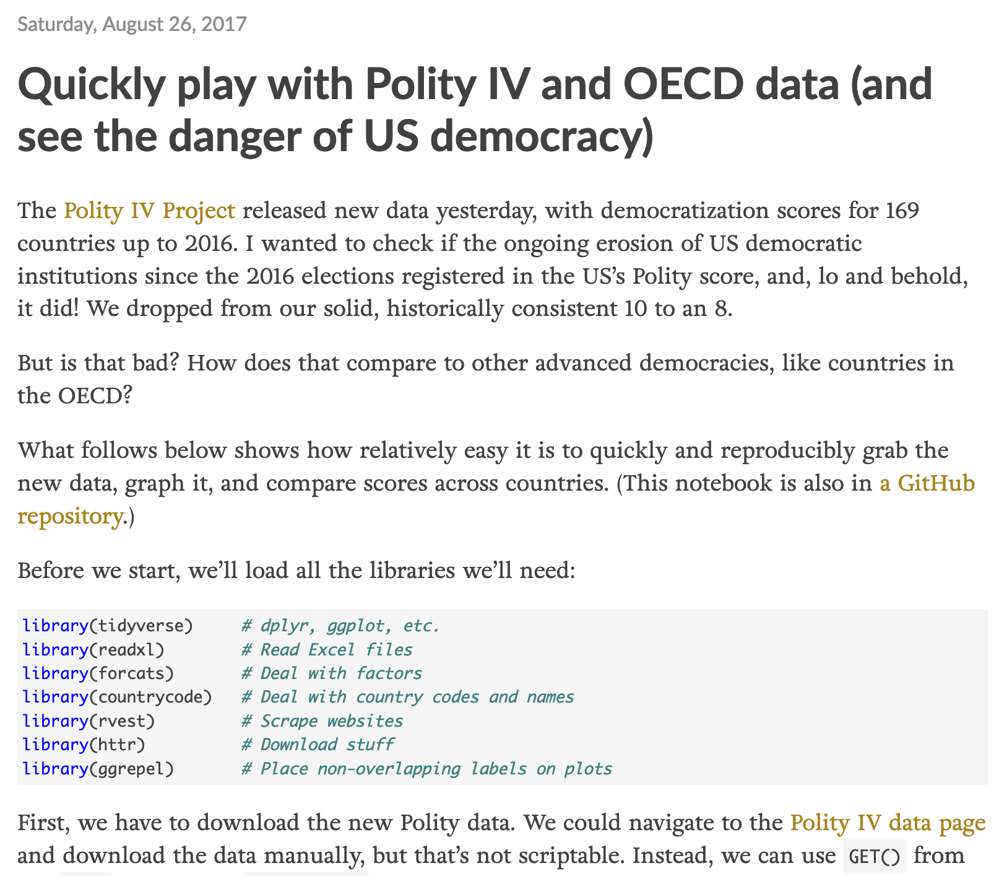 Saturday, August 26, 2017
Quickly play with Polity IV and OECD data (and
see the danger of US democracy)
The Polity IV Project released new data yesterday, with democratization scores for 169
countries up to 2016. I wanted to check if the ongoing erosion of US democratic
institutions since the 2016 elections registered in the US’s Polity score, and, lo and behold,
it did! We dropped from our solid, historically consistent 10 to an 8.
But is that bad? How does that compare to other advanced democracies, like countries in
the OECD?
What follows below shows how relatively easy it is to quickly and reproducibly grab the
new data, graph it, and compare scores across countries. (This notebook is also in a GitHub
repository.)
Before we start, we’ll load all the libraries we’ll need:
library(tidyverse)     # dplyr, ggplot, etc.
library(readxl)        # Read Excel files
library(forcats)       # Deal with factors
library(countrycode)   # Deal with country codes and names
library(rvest)         # Scrape websites
library(httr)          # Download stuff
library(ggrepel)       # Place non-overlapping labels on plots
First, we have to download the new Polity data. We could navigate to the Polity IV data page
and download the data manually, but that’s not scriptable. Instead, we can use GET() from